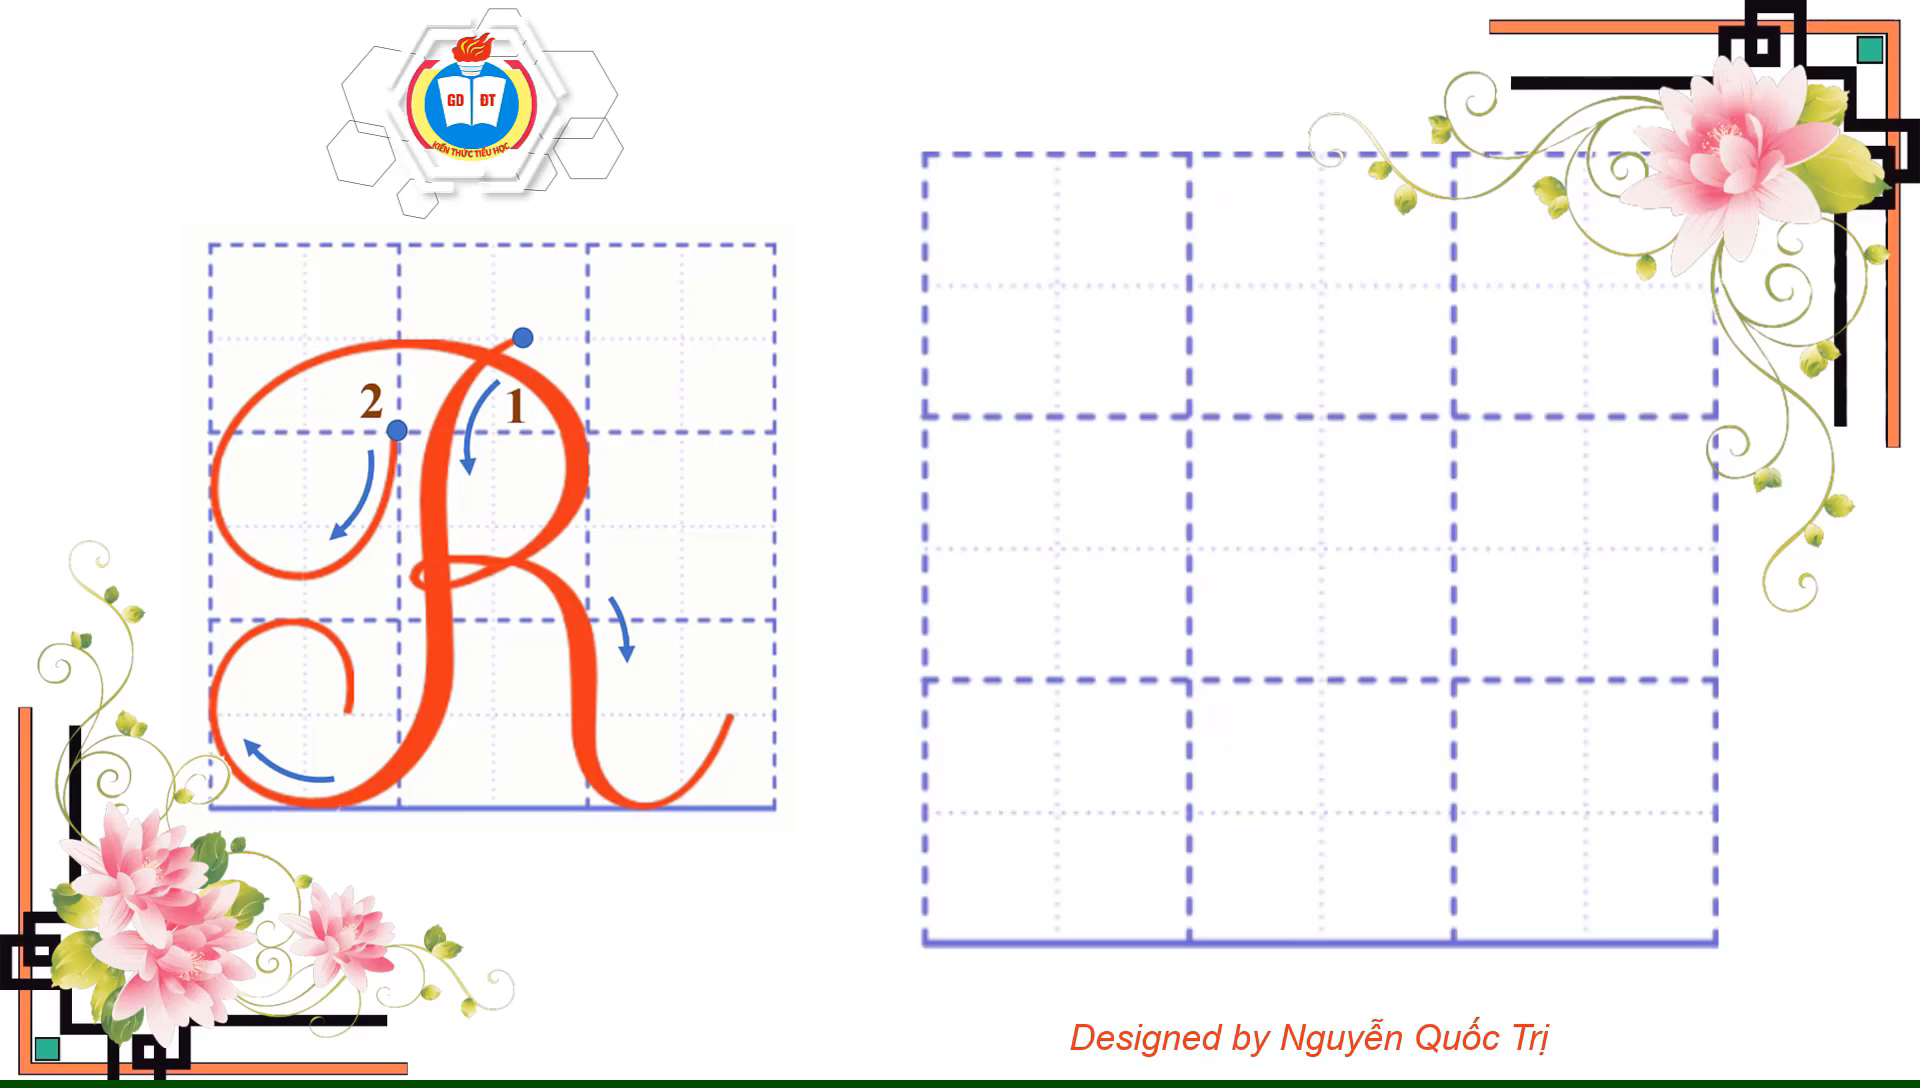 GD ĐT
KIẾN THỨC TIỂU HỌC
2
1
R
Designed by Nguyễn Quốc Trị